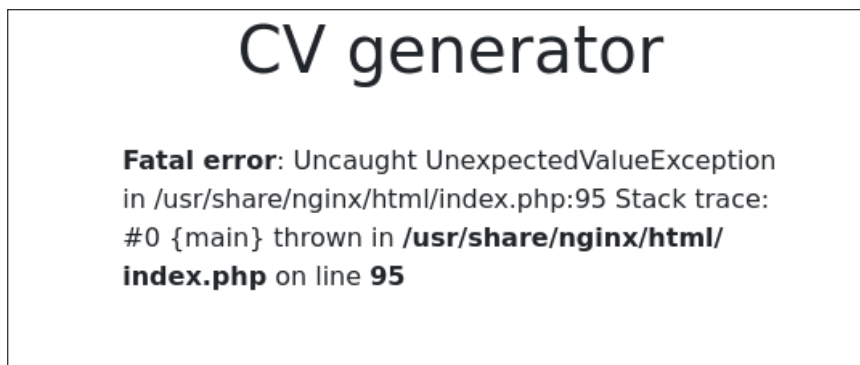 CV generator
Fatal error: Uncaught UnexpectedValueException
in /usr/share/nginx/html/index.php:95 Stack trace:
#0 {main} thrown in /usr/share/nginx/html/
index.php on line 95